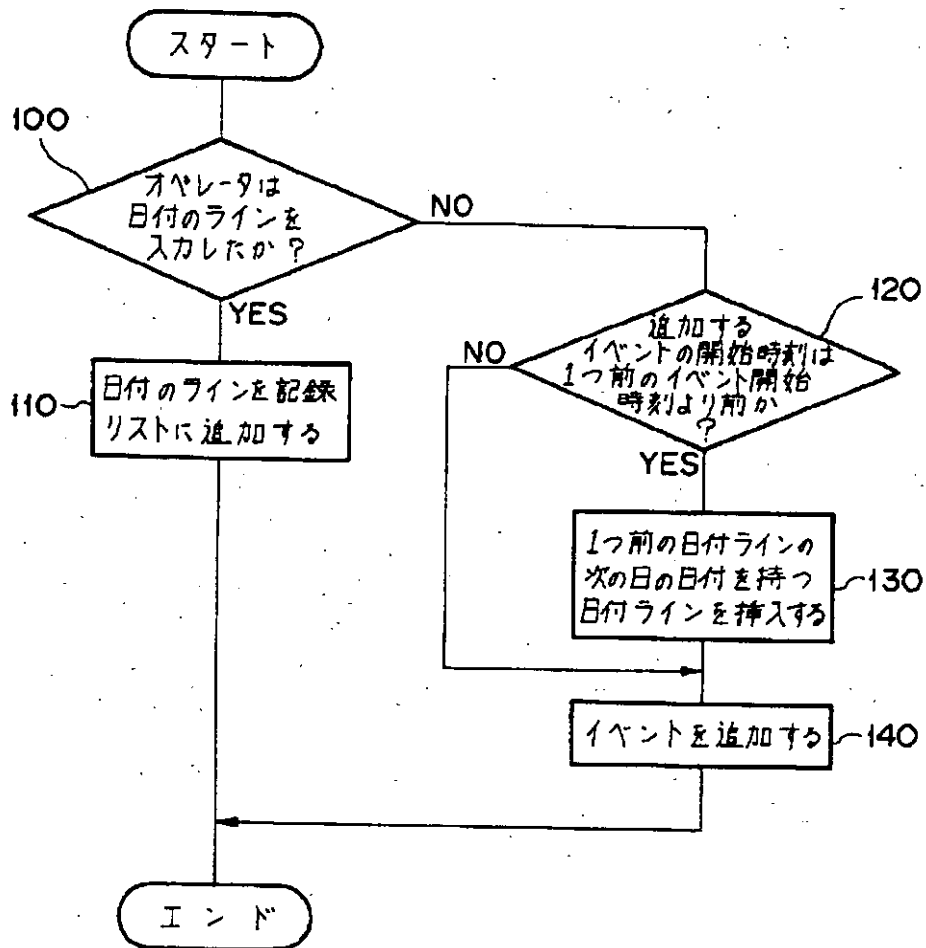 スタート
100
オペレータは
日付のラインを
入力したか?
NO
YES
120
追加する
イベントの開始時刻は
1つ前のイベント開始
時刻より前か
?
NO
YES
110
日付のラインを記録
リストに追加する
1つ前の日付ラインの
次の日の日付を持つ
日付ラインを挿入する
130
イベントを追加する
140
エンド